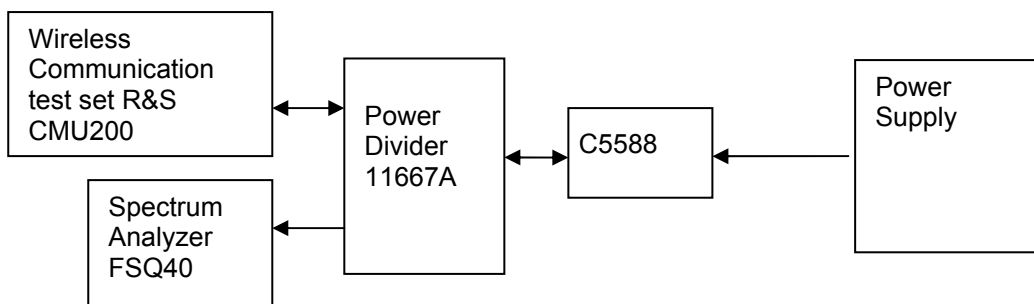 Wireless
Communication
test set R&S
CMU200
Power
Divider
11667A
C5588
Power
Supply
Spectrum
Analyzer
FSQ40